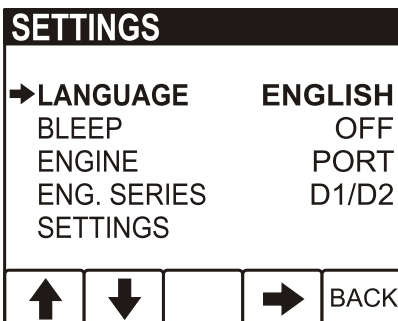 SETTINGS
LANGUAGE ENGLISH
BLEEP OFF
ENGINE PORT
ENG. SERIES D1/D2
SETTINGS
BACK